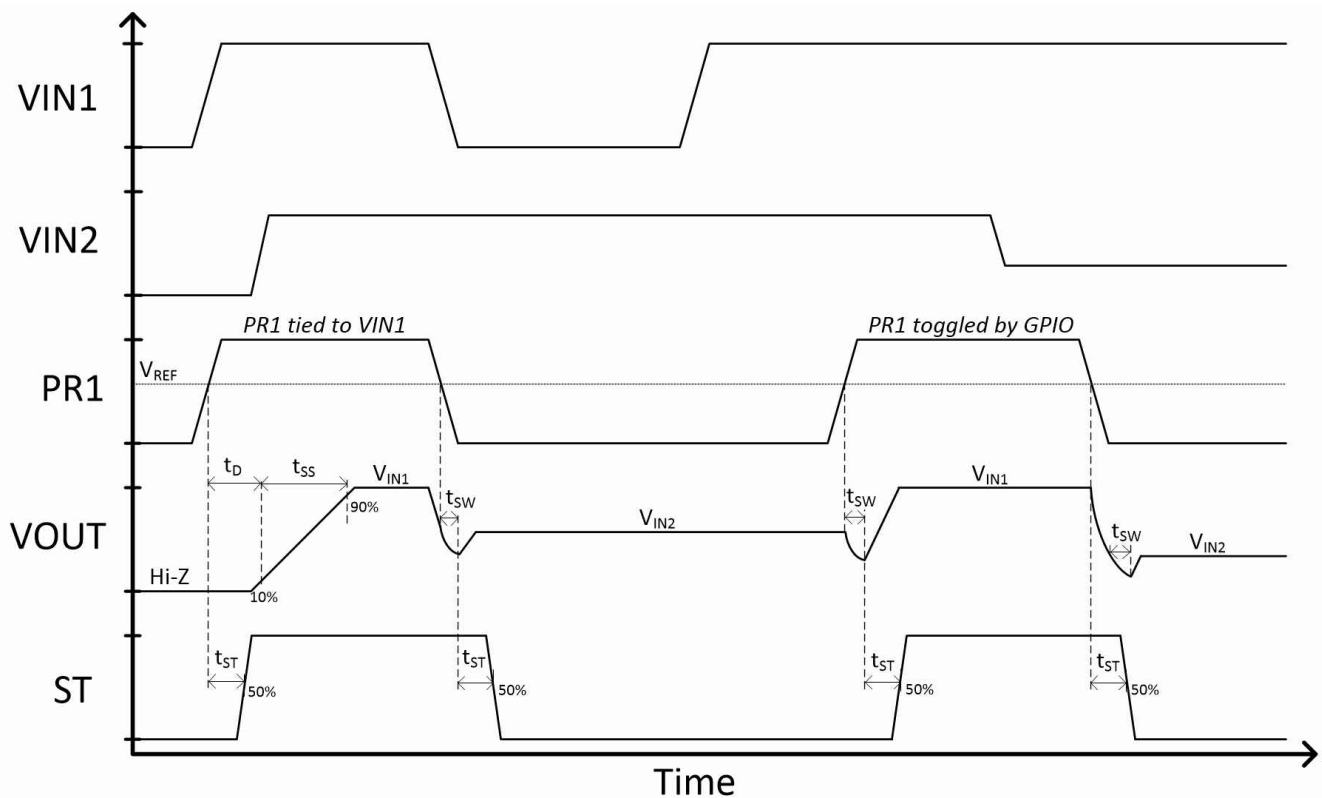 VIN1
VIN2
PR1 tied to VIN1
PR1 toggled by GPIO
VREF
PR1
tD
tSS
VIN1
90%
tSW
VIN2
tSW
VIN1
tSW
VIN2
VOUT
Hi-Z
10%
tST
50%
tST
50%
tST
50%
tST
50%
ST
Time